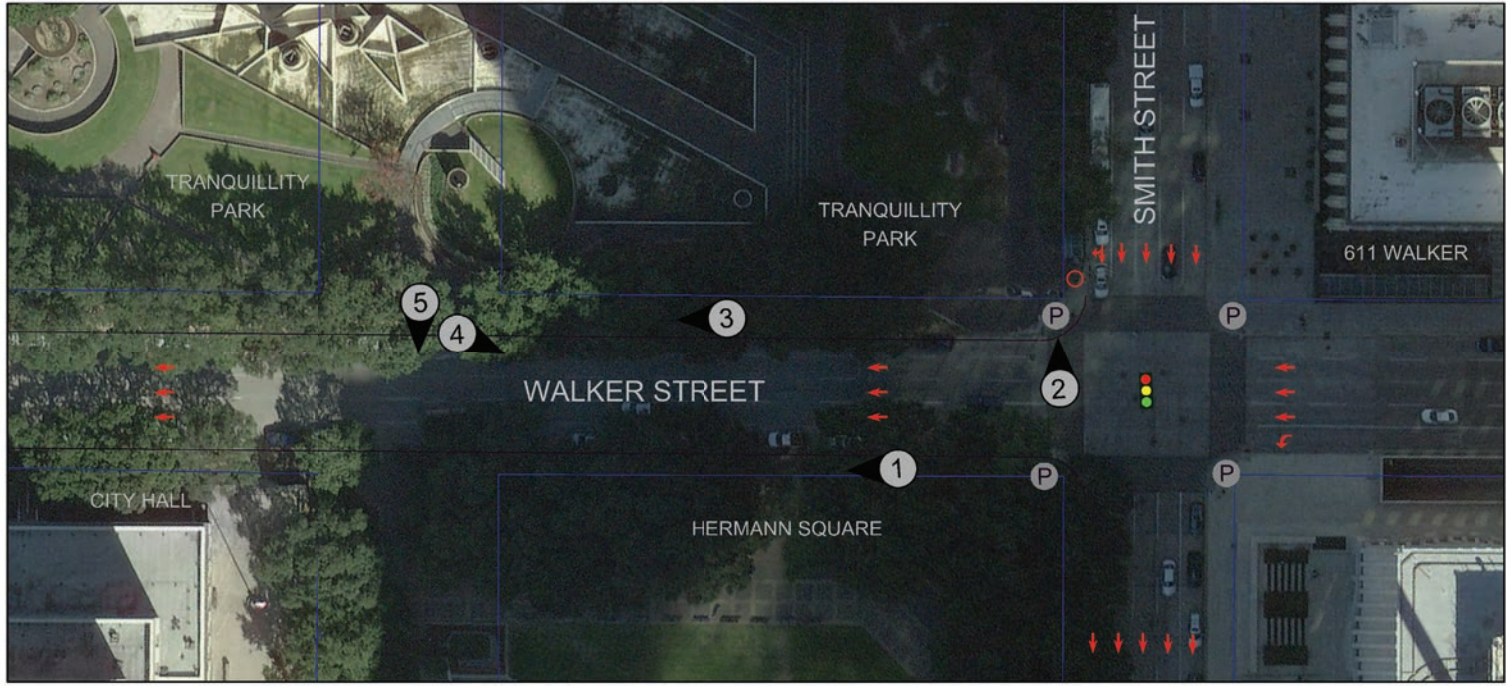 SMITH STREET
TRANQUILLITY
PARK
TRANQUILLITY
PARK
611 WALKER
5
4
3
P
P
2
WALKER STREET
1
P
P
CITY HALL
HERMANN SQUARE